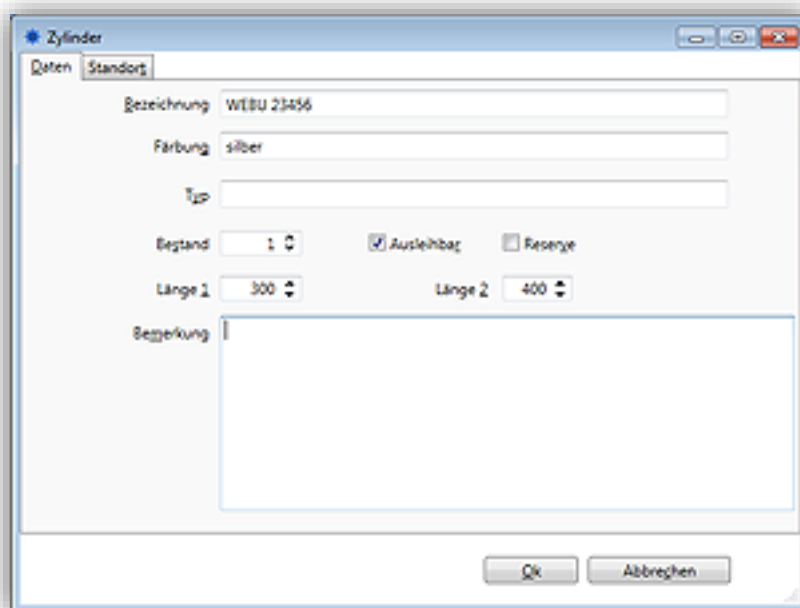 Zylinder
Daten Standort
Bezeichnung WEBU 23456
Färbung silber
Typ
Bestand 1 Ausleihbar Reserve
Länge 1 300 Länge 2 400
Bemerkung
Ok Abbrechen